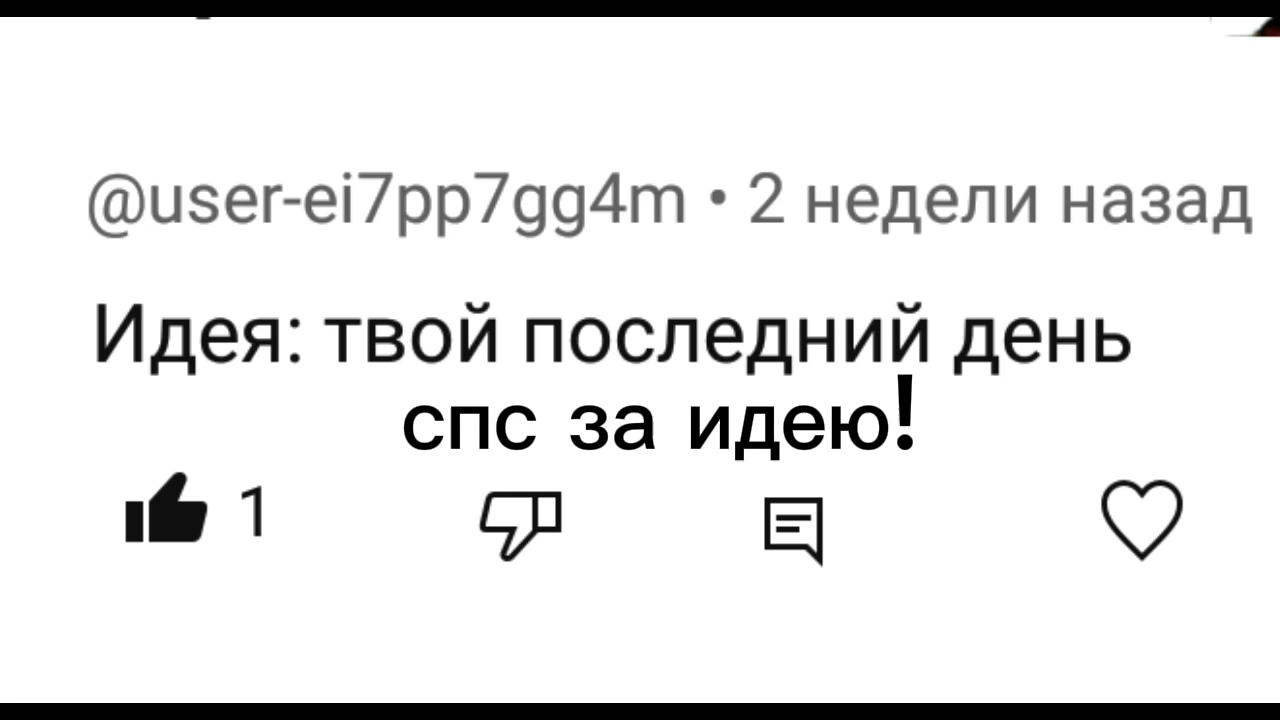 @user-ei7pp7gg4m • 2 недели назад
Идея: твой последний день
спс за идею!
1